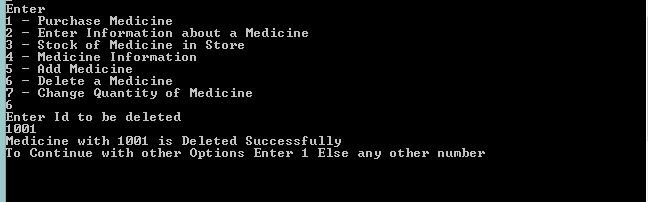 Enter
1 - Purchase Medicine
2 - Enter Information about a Medicine
3 - Stock of Medicine in Store
4 - Medicine Information
5 - Add Medicine
6 - Delete a Medicine
7 - Change Quantity of Medicine
6
Enter Id to be deleted
1001
Medicine with 1001 is Deleted Successfully
To Continue with other Options Enter 1 Else any other number